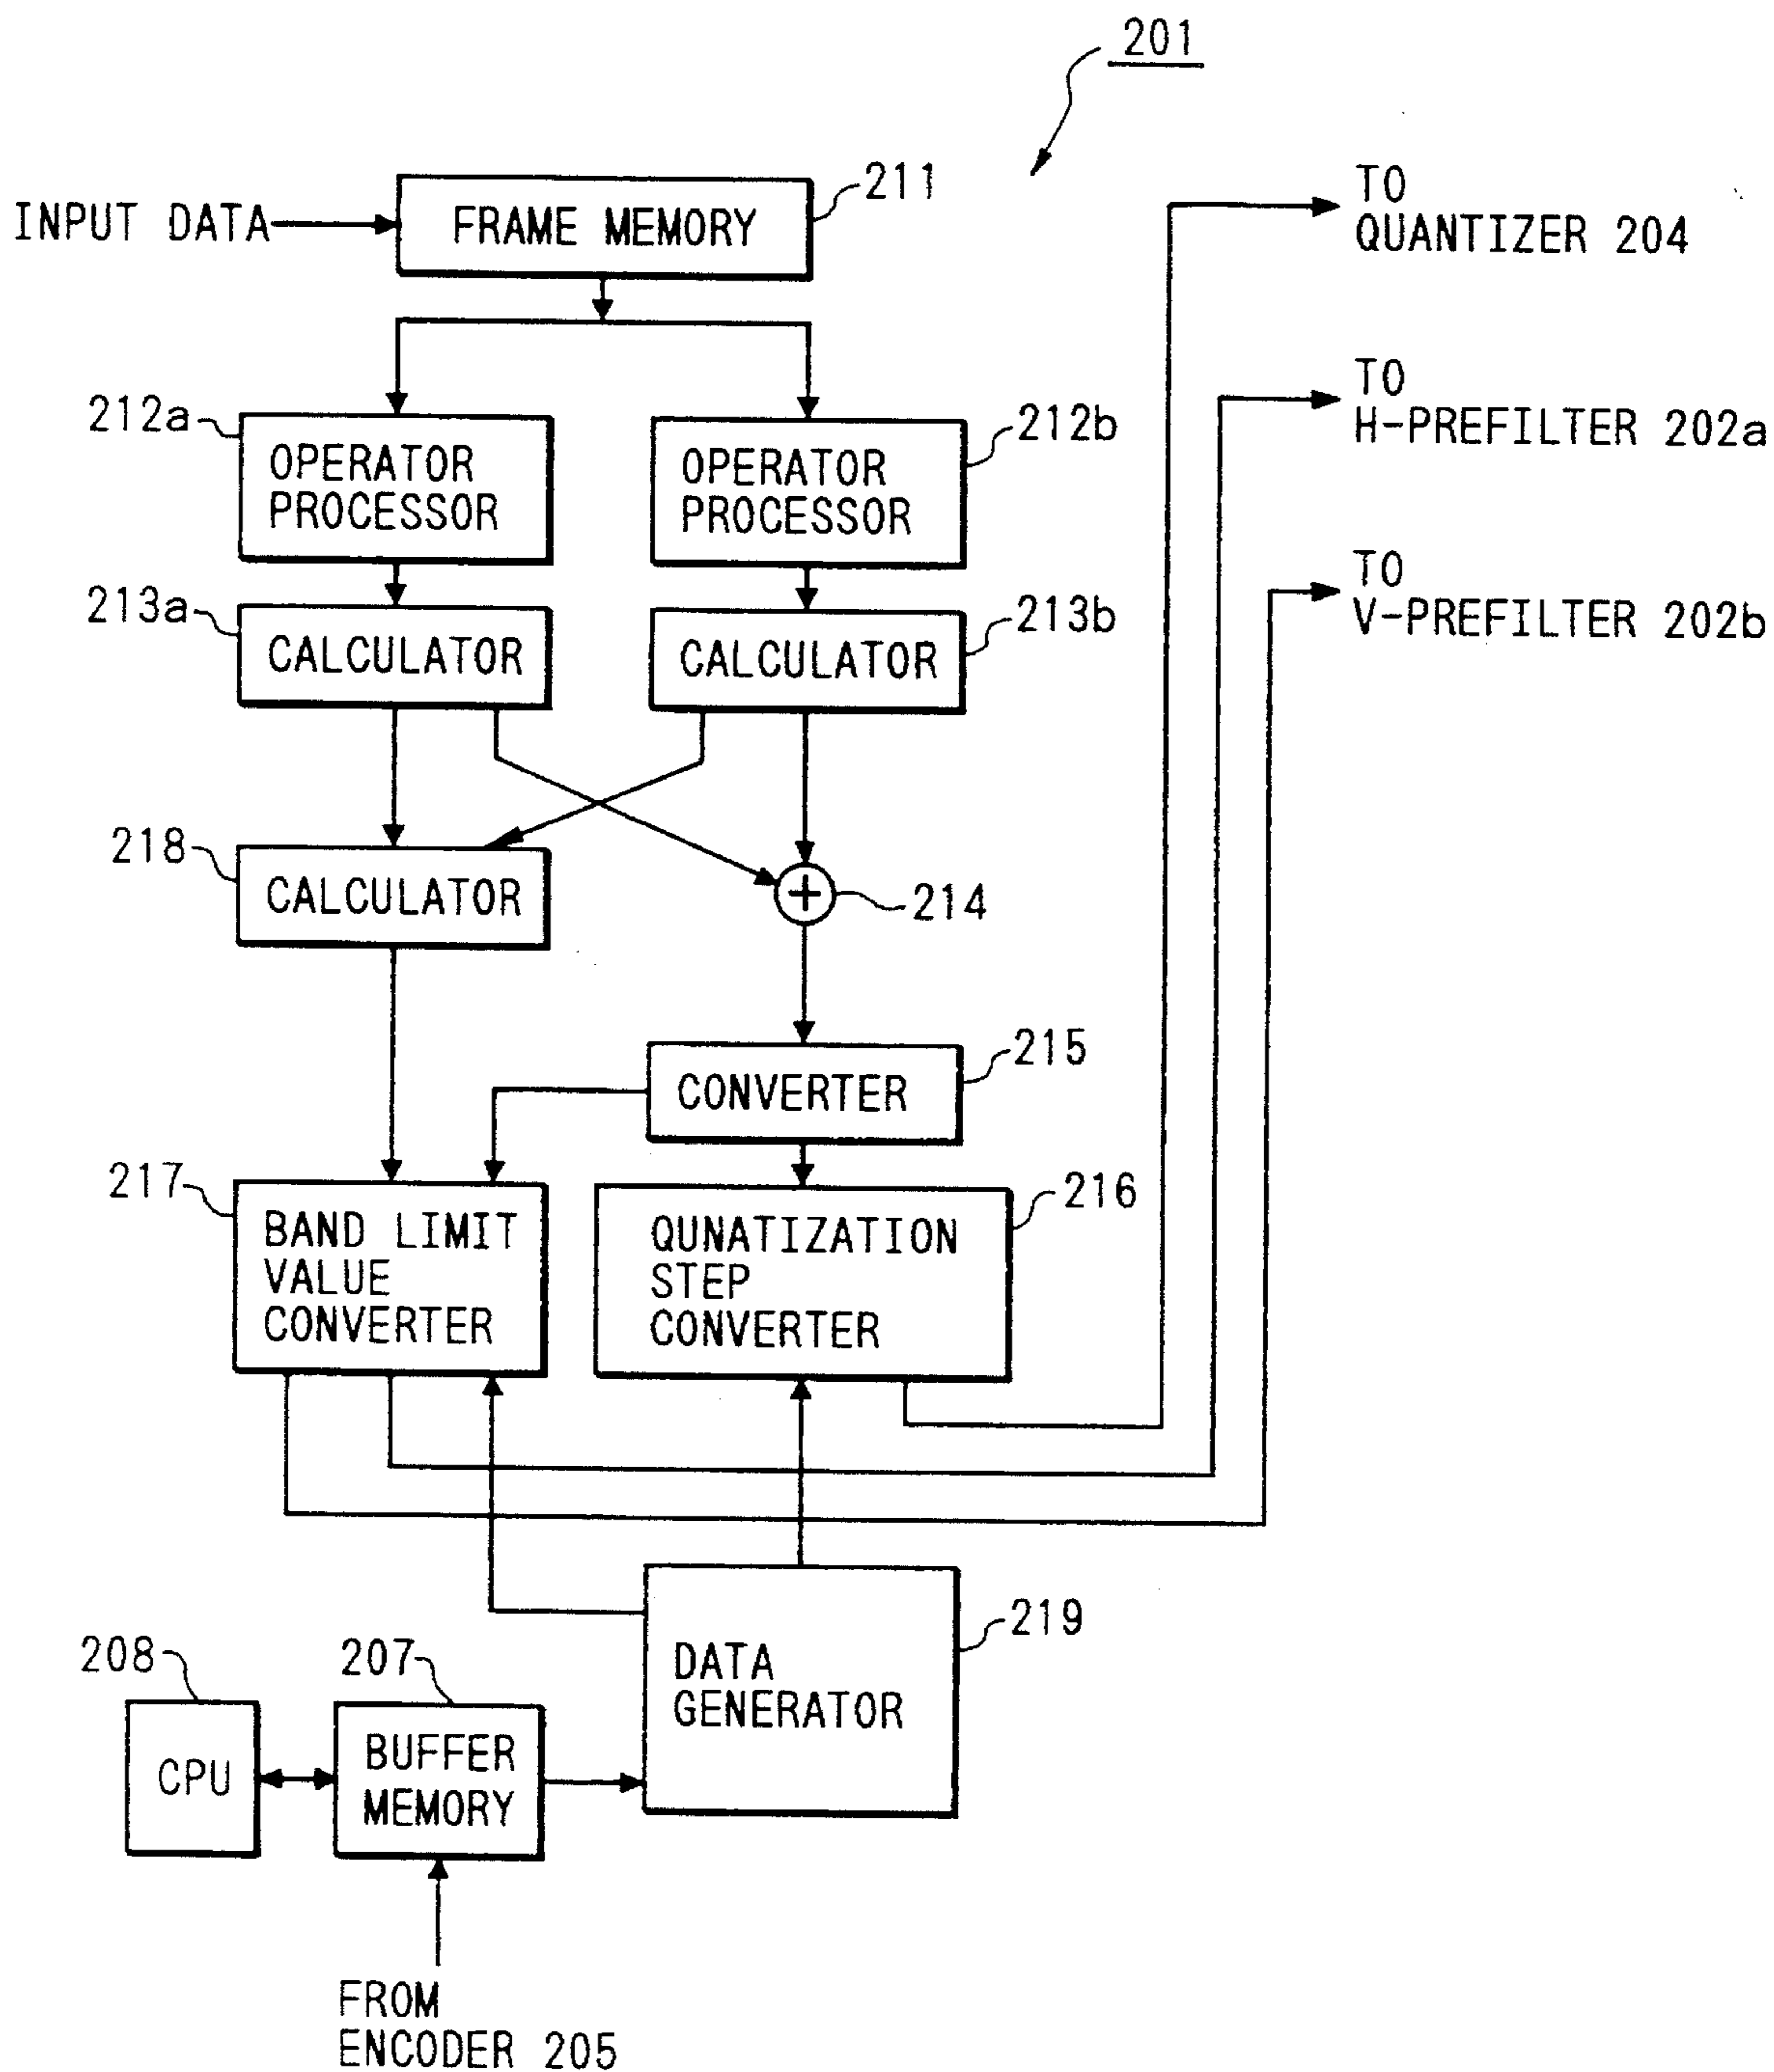 201
211
INPUT DATA
FRAME MEMORY
TO
QUANTIZER 204
TO
H-PREFILTER 202a
TO
V-PREFILTER 202b
212a
OPERATOR
PROCESSOR
212b
OPERATOR
PROCESSOR
213a
CALCULATOR
213b
CALCULATOR
218
CALCULATOR
+
214
215
CONVERTER
217
BAND LIMIT
VALUE
CONVERTER
216
QUNATIZATION
STEP
CONVERTER
219
DATA
GENERATOR
208
CPU
207
BUFFER
MEMORY
FROM
ENCODER 205